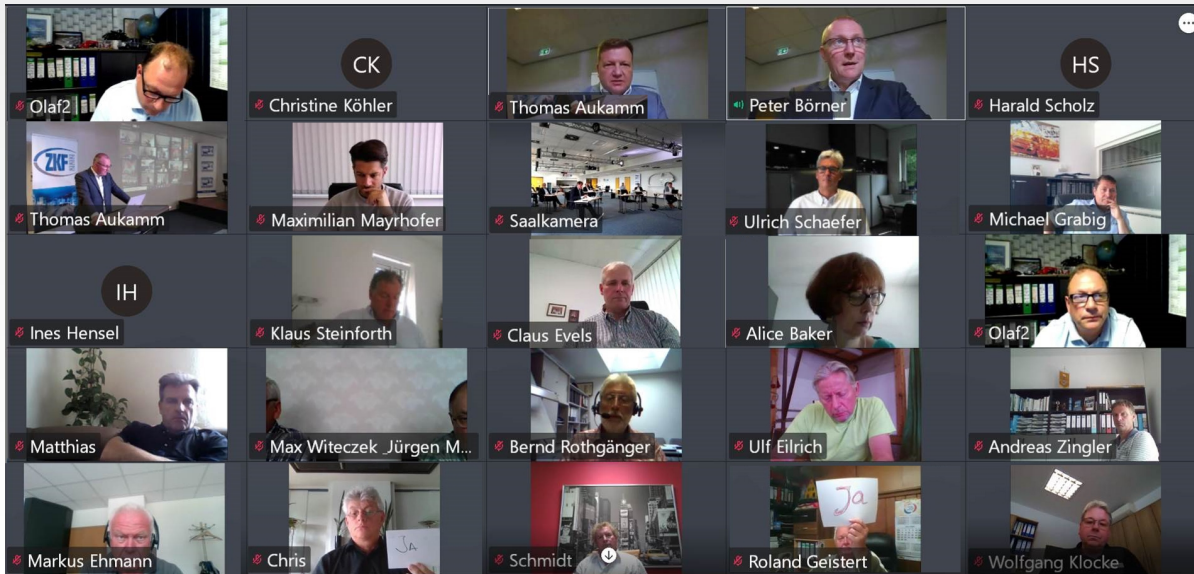 Olaf2
CK
Christine Köhler
Thomas Aukamm
Peter Börner
HS
Harald Scholz
ZKF
Thomas Aukamm
Maximilian Mayrhofer
Saalkamera
Ulrich Schaefer
Michael Grabig
IH
Ines Hensel
Klaus Steinforth
Claus Evels
Alice Baker
Olaf2
Matthias
Max Witeczek _Jürgen M...
Bernd Rothgänger
Ulf Eilrich
Andreas Zingler
Markus Ehmann
JA
Chris
Schmidt
Ja
Roland Geistert
Wolfgang Klocke